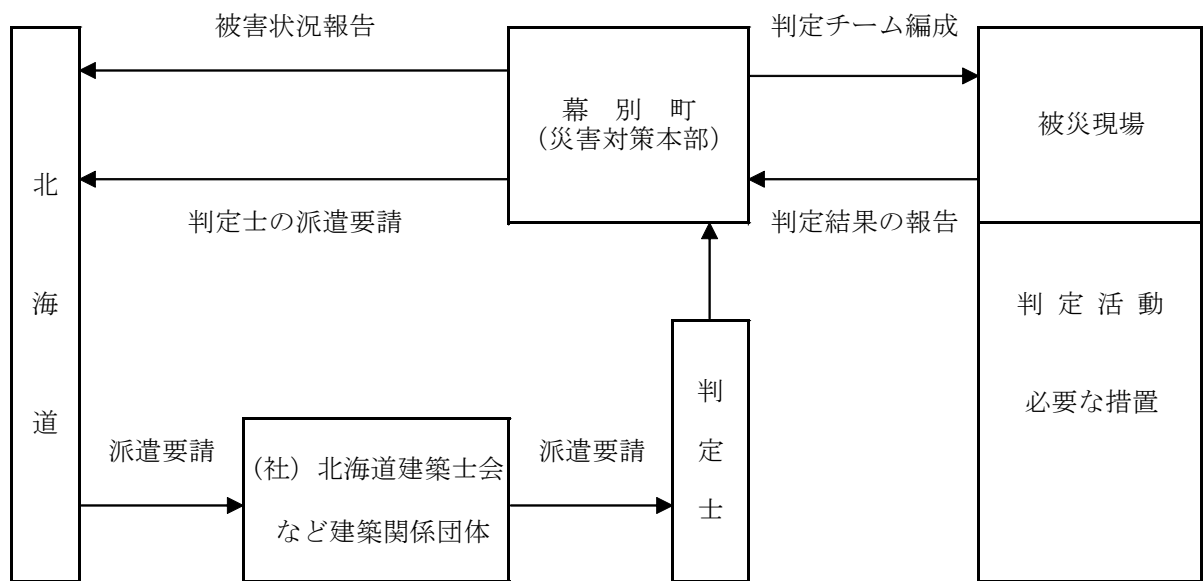 被害状況報告
判定チーム編成
幕　別　町
（災害対策本部）
被災現場
判定士の派遣要請
判定結果の報告
北海道
判 定 活 動
必要な措置
派遣要請
（社）北海道建築士会
など建築関係団体
派遣要請
判定士